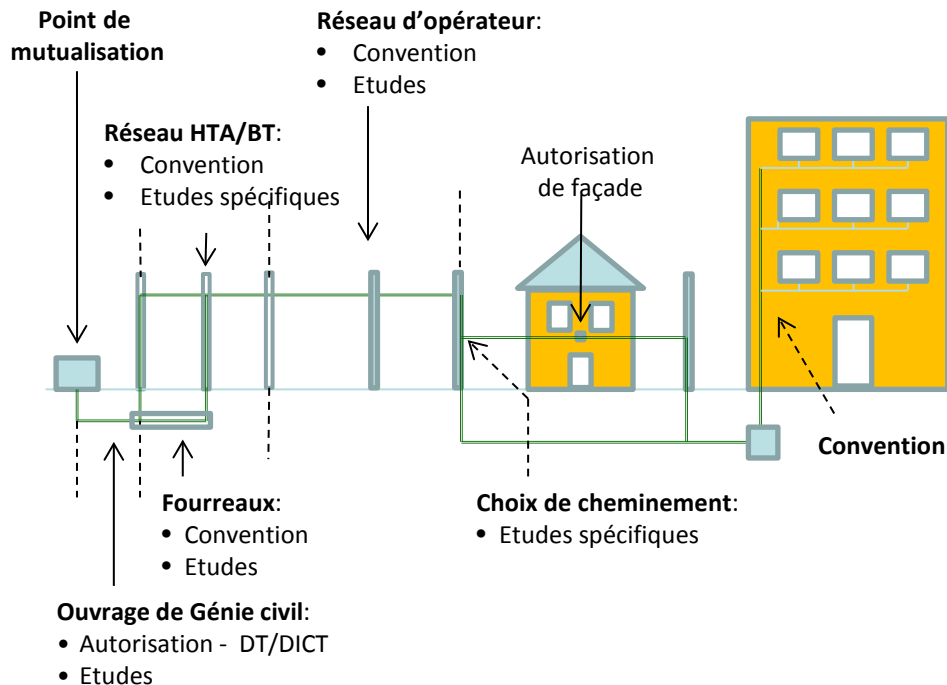 Point de
mutualisation
Réseau d’opérateur:
• Convention
• Etudes
Réseau HTA/BT:
• Convention
• Etudes spécifiques
Autorisation
de façade
Convention
Fourreaux:
• Convention
• Etudes
Choix de cheminement:
• Etudes spécifiques
Ouvrage de Génie civil:
• Autorisation - DT/DICT
• Etudes